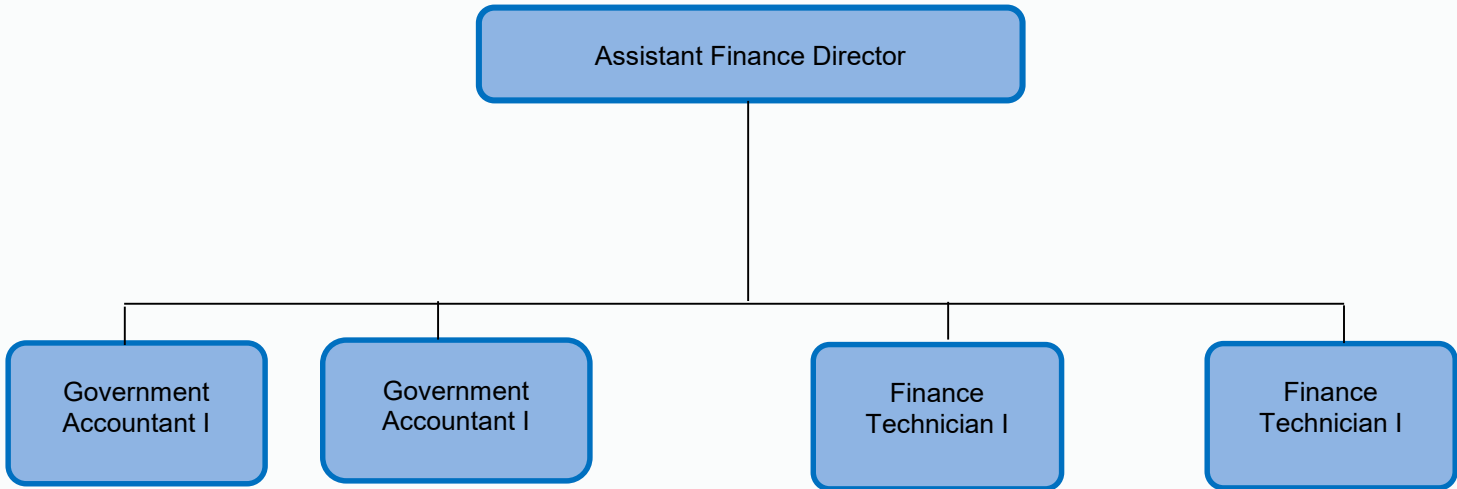 Assistant Finance Director
Government
Accountant I
Government
Accountant I
Finance
Technician I
Finance
Technician I